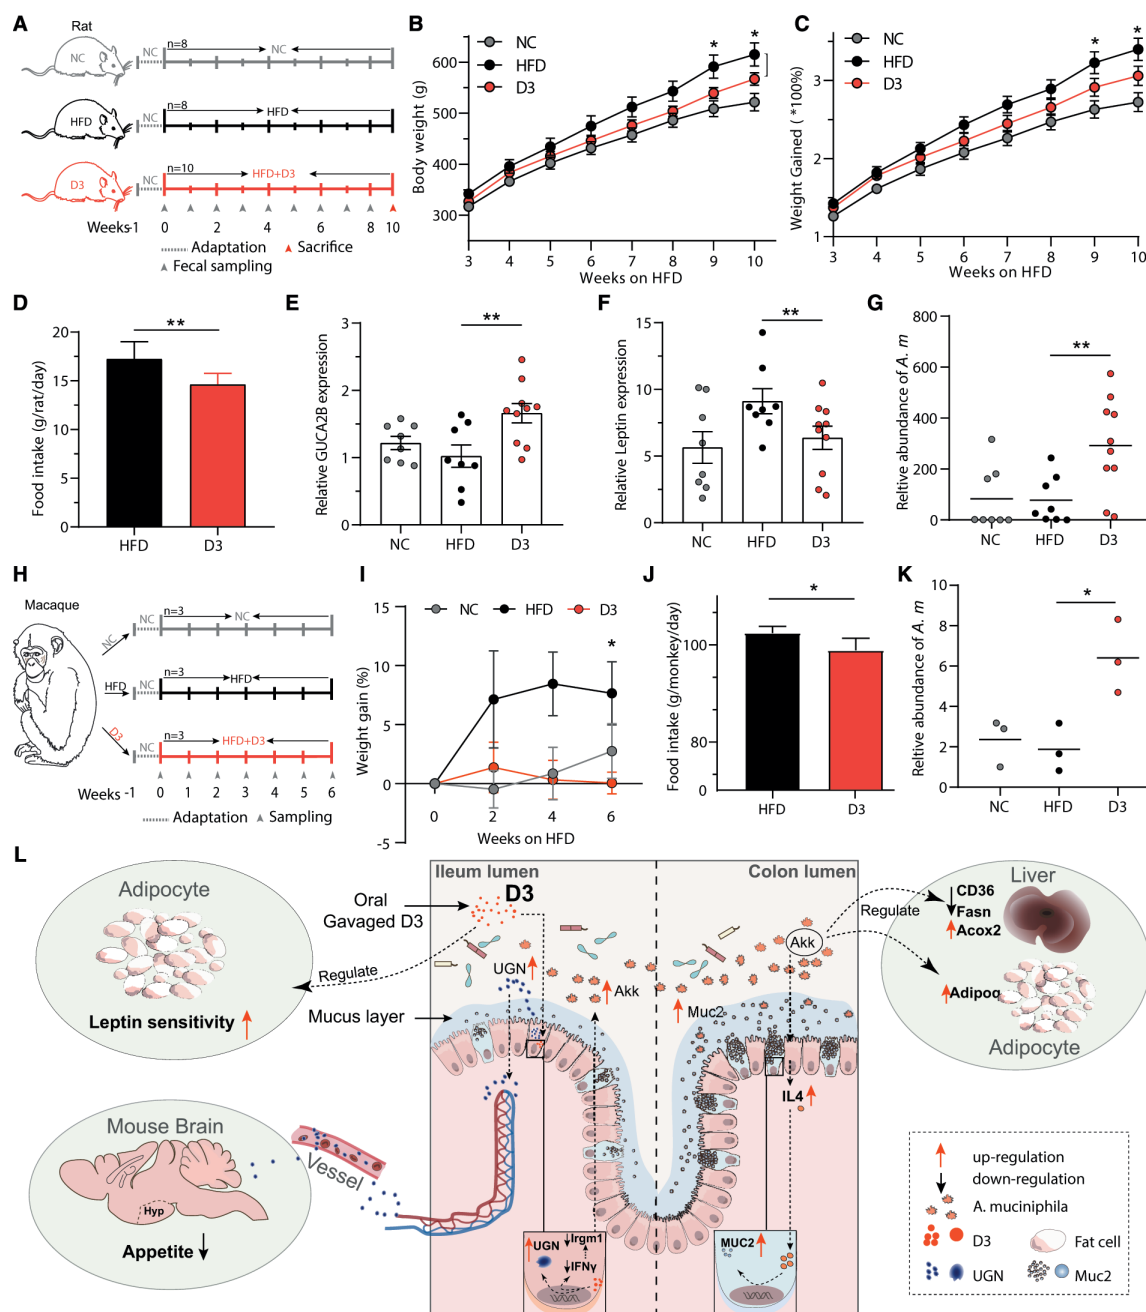 A
Rat
NC
NC
n=8
NC
HFD
NC
n=8
HFD
D3
NC
n=10
HFD+D3
Weeks-1 0 2 4 6 8 10
Adaptation
Sacrifice
Fecal sampling
B
NC
HFD
D3
* *
Body weight (g)
600
500
400
300
3 4 5 6 7 8 9 10
Weeks on HFD
C
NC
HFD
D3
* *
Weight Gained ( *100%)
3
2
1
3 4 5 6 7 8 9 10
Weeks on HFD
D
**
Food intake (g/rat/day)
20
15
10
5
0
HFD D3
E
**
Relative GUCA2B expression
3
2
1
0
NC HFD D3
F
**
Relative Leptin expression
15
10
5
0
NC HFD D3
G
**
Reltive abundance of A. m
800
600
400
200
0
NC HFD D3
H
Macaque
NC
NC
n=3
NC
HFD
NC
n=3
HFD
D3
NC
n=3
HFD+D3
Weeks -1 0 1 2 3 4 5 6
Adaptation
Sampling
I
NC HFD D3
*
Weight gain (%)
15
10
5
0
-5
0 2 4 6
Weeks on HFD
J
*
Food intake (g/monkey/day)
100
80
0
HFD D3
K
*
Reltive abundance of A. m
10
8
6
4
2
0
NC HFD D3
L
Adipocyte
Leptin sensitivity
Oral
Gavaged D3
Regulate
Mucus layer
Mouse Brain
Hyp
Appetite
Vessel
Ileum lumen
D3
UGN
Akk
Colon lumen
Akk
Muc2
IL4
UGN
Irgm1
IFNγ
MUC2
Regulate
Liver
CD36
Fasn
Acox2
Adipoq
Adipocyte
up-regulation
down-regulation
A. muciniphila
D3
Fat cell
UGN
Muc2